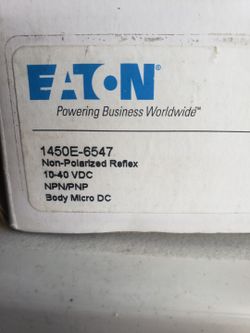 EATON®
Powering Business Worldwide™
1450E-6547
Non-Polarized Reflex
10-40 VDC
NPN/PNP
Body Micro DC